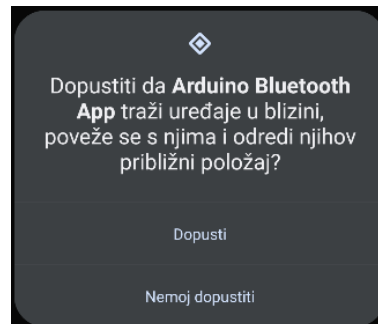 Dopustiti da Arduino Bluetooth
App traži uređaje u blizini,
poveže se s njima i odredi njihov
približni položaj?
Dopusti
Nemoj dopustiti